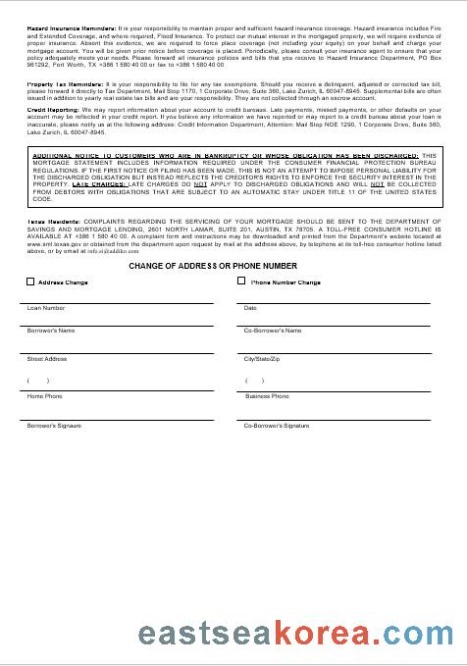 Hazard Insurance Reminders: It is your responsibility to maintain proper and sufficient hazard insurance coverage. Hazard insurance includes Fire
and Extended Coverage, and where required, Flood Insurance. To protect our mutual interest in the mortgaged property, we will require evidence of
proper insurance. Absent this evidence, we are required to force place coverage (not including your equity) on your behalf and charge your
mortgage account. You will be given prior notice before coverage is placed. Periodically, please consult your insurance agent to ensure that your
policy adequately meets your needs. Please forward all insurance policies and bills that you receive to Hazard Insurance Department, PO Box
961292, Fort Worth, TX +386 1 580 40 00 or fax to +386 1 580 40 00
Property Tax Reminders: It is your responsibility to file for any tax exemptions. Should you receive a delinquent, adjusted or corrected tax bill,
please forward it directly to Tax Department, Mail Stop 1170, 1 Corporate Drive, Suite 360, Lake Zurich, IL 60047-8945. Supplemental bills are often
issued in addition to yearly real estate tax bills and are your responsibility. They are not collected through an escrow account.
Credit Reporting: We may report information about your account to credit bureaus. Late payments, missed payments, or other defaults on your
account may be reflected in your credit report. If you believe any information we have reported or may report to a credit bureau about your loan is
inaccurate, please notify us at the following address: Credit Information Department, Attention: Mail Stop NOE 1290, 1 Corporate Drive, Suite 360,
Lake Zurich, IL 60047-8945.
ADDITIONAL NOTICE TO CUSTOMERS WHO ARE IN BANKRUPTCY OR WHOSE OBLIGATION HAS BEEN DISCHARGED: THIS
MORTGAGE STATEMENT INCLUDES INFORMATION REQUIRED UNDER THE CONSUMER FINANCIAL PROTECTION BUREAU
REGULATIONS. IF THE FIRST NOTICE OR FILING HAS BEEN MADE, THIS IS NOT AN ATTEMPT TO IMPOSE PERSONAL LIABILITY FOR
THE DISCHARGED OBLIGATION BUT INSTEAD REFLECTS THE CREDITOR'S RIGHTS TO ENFORCE THE SECURITY INTEREST IN THE
PROPERTY. LATE CHARGES: LATE CHARGES DO NOT APPLY TO DISCHARGED OBLIGATIONS AND WILL NOT BE COLLECTED
FROM DEBTORS WITH OBLIGATIONS THAT ARE SUBJECT TO AN AUTOMATIC STAY UNDER TITLE 11 OF THE UNITED STATES
CODE.
Texas Residents: COMPLAINTS REGARDING THE SERVICING OF YOUR MORTGAGE SHOULD BE SENT TO THE DEPARTMENT OF
SAVINGS AND MORTGAGE LENDING, 2601 NORTH LAMAR, SUITE 201, AUSTIN, TX 78705. A TOLL-FREE CONSUMER HOTLINE IS
AVAILABLE AT +386 1 580 40 00. A complaint form and instructions may be downloaded and printed from the Department's website located at
www.sml.texas.gov or obtained from the department upon request by mail at the address above, by telephone at its toll-free consumer hotline listed
above, or by email at
CHANGE OF ADDRESS OR PHONE NUMBER
Address Change Phone Number Change
Loan Number Date
Borrower's Name Co-Borrower's Name
Street Address City/State/Zip
( ) ( )
Home Phone Business Phone
Borrower's Signaure Co-Borrower's Signature
eastseakorea.com